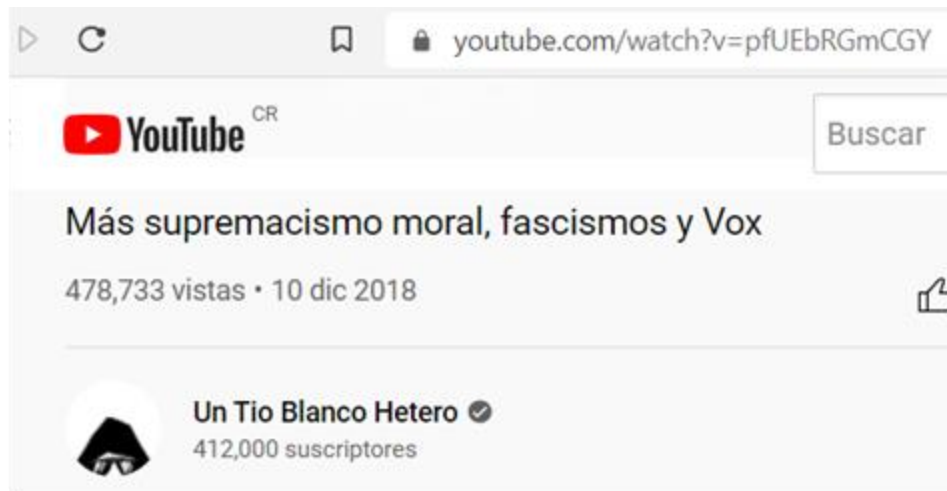 youtube.com/watch?v=pfUEbRGmCGY
YouTube CR
Buscar
Más supremacismo moral, fascismos y Vox
478,733 vistas • 10 dic 2018
Un Tio Blanco Hetero
412,000 suscriptores